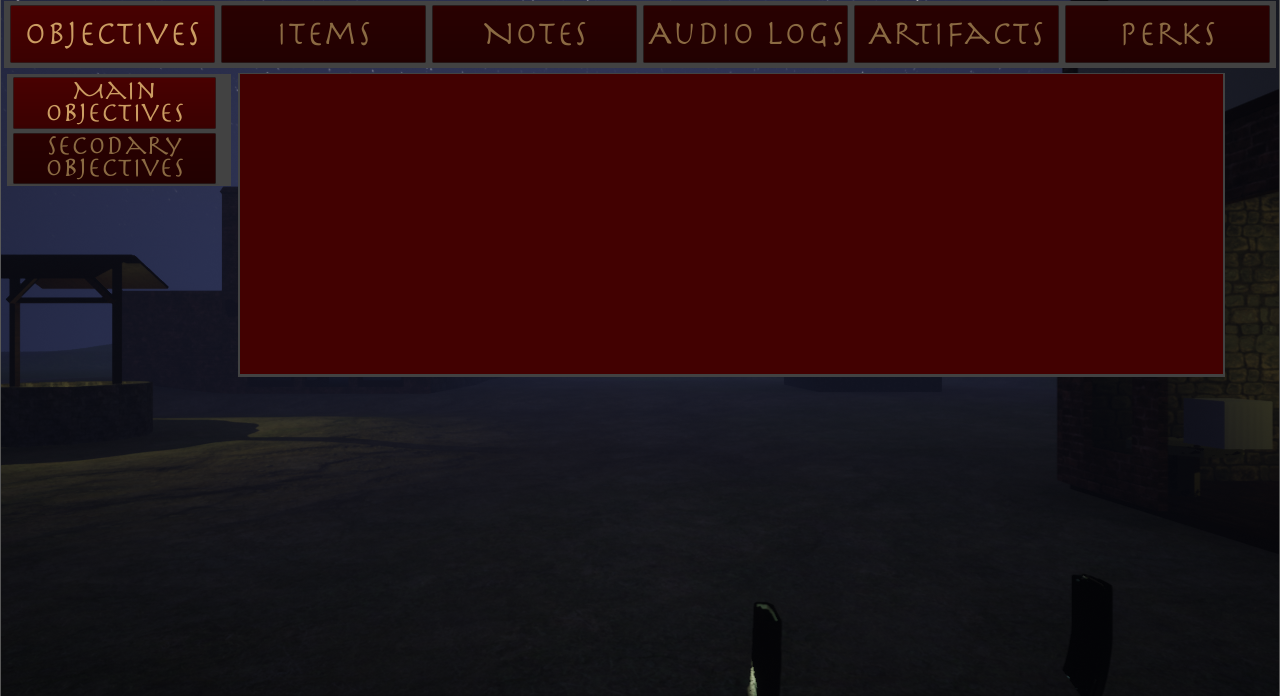 OBJECTIVES
ITEMS
NOTES
AUDIO LOGS
ARTIFACTS
PERKS
MAIN
OBJECTIVES
SECODARY
OBJECTIVES